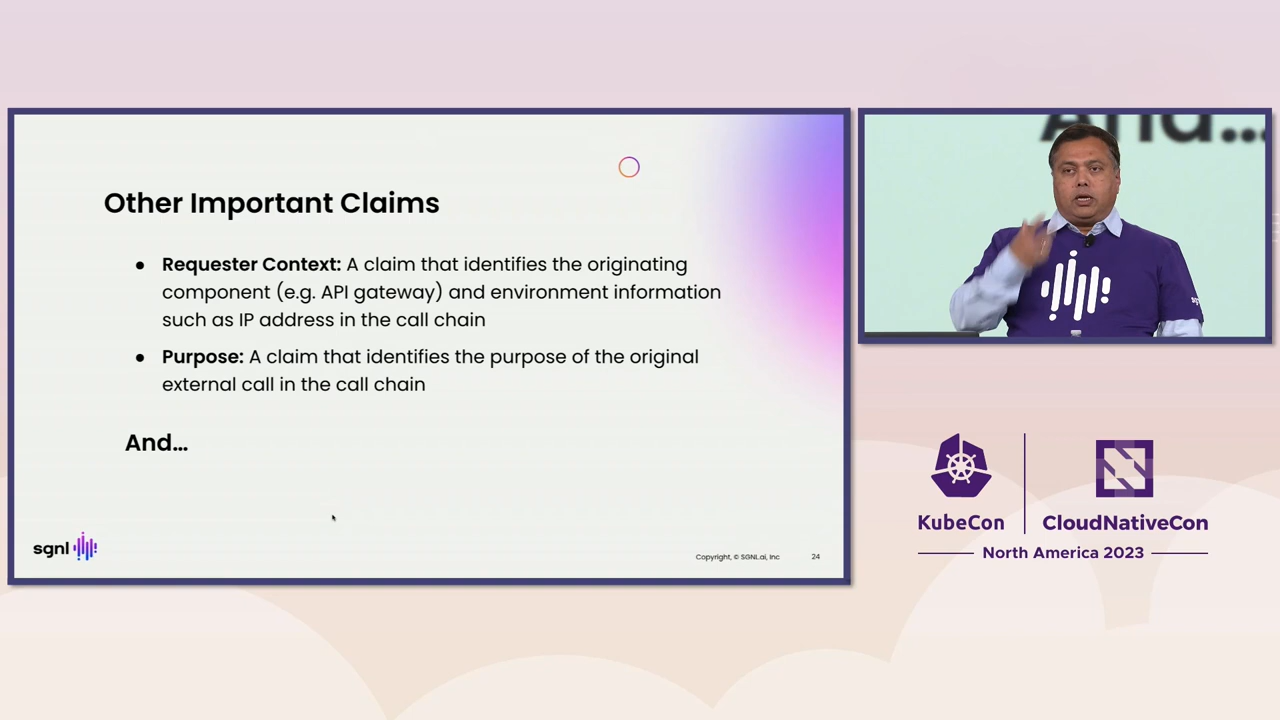 Other Important Claims
● Requester Context: A claim that identifies the originating
component (e.g. API gateway) and environment information
such as IP address in the call chain
● Purpose: A claim that identifies the purpose of the original
external call in the call chain
And...
sgnl
Copyright, © SGNL.ai, Inc
24
And...
KubeCon
CloudNativeCon
North America 2023